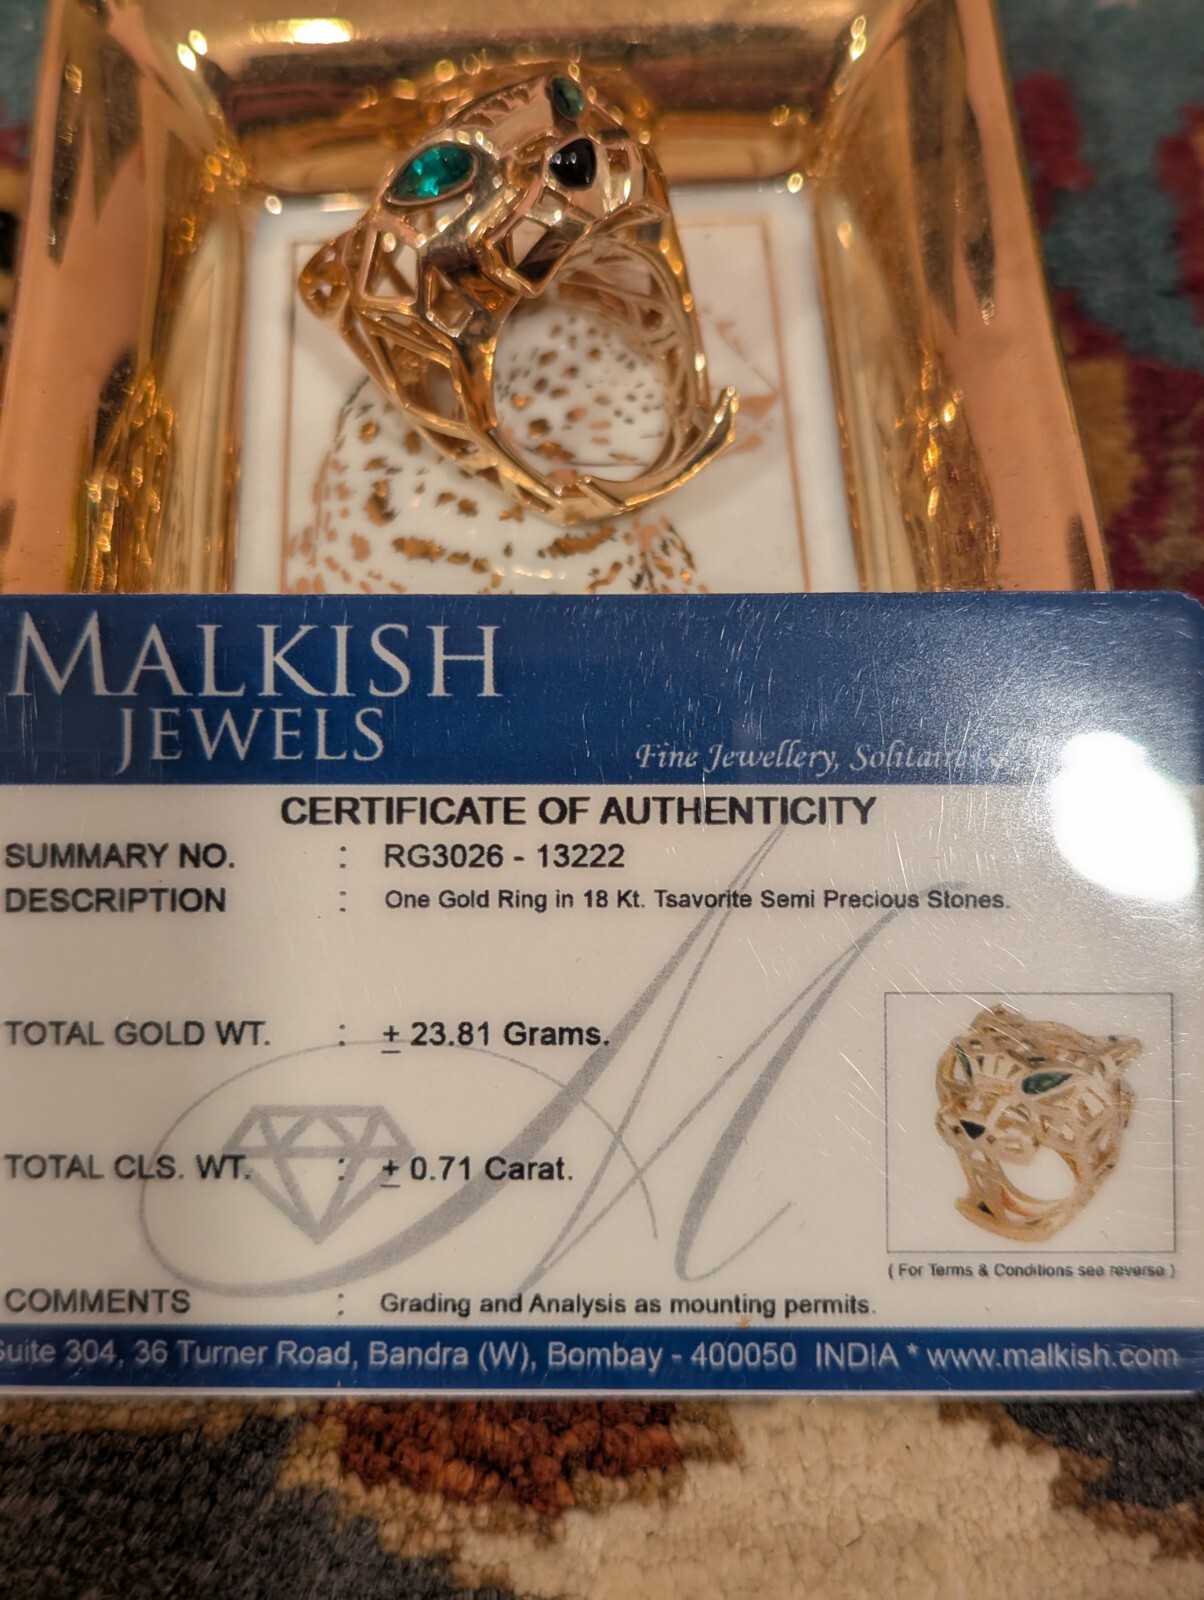 MALKISH
JEWELS
Fine Jewellery, Solitaire
CERTIFICATE OF AUTHENTICITY
SUMMARY NO. : RG3026 - 13222
DESCRIPTION : One Gold Ring in 18 Kt. Tsavorite Semi Precious Stones.
TOTAL GOLD WT. : ± 23.81 Grams.
TOTAL CLS. WT. : ± 0.71 Carat.
(For Terms & Conditions see reverse)
COMMENTS : Grading and Analysis as mounting permits.
Suite 304, 36 Turner Road, Bandra (W), Bombay - 400050 INDIA * www.malkish.com